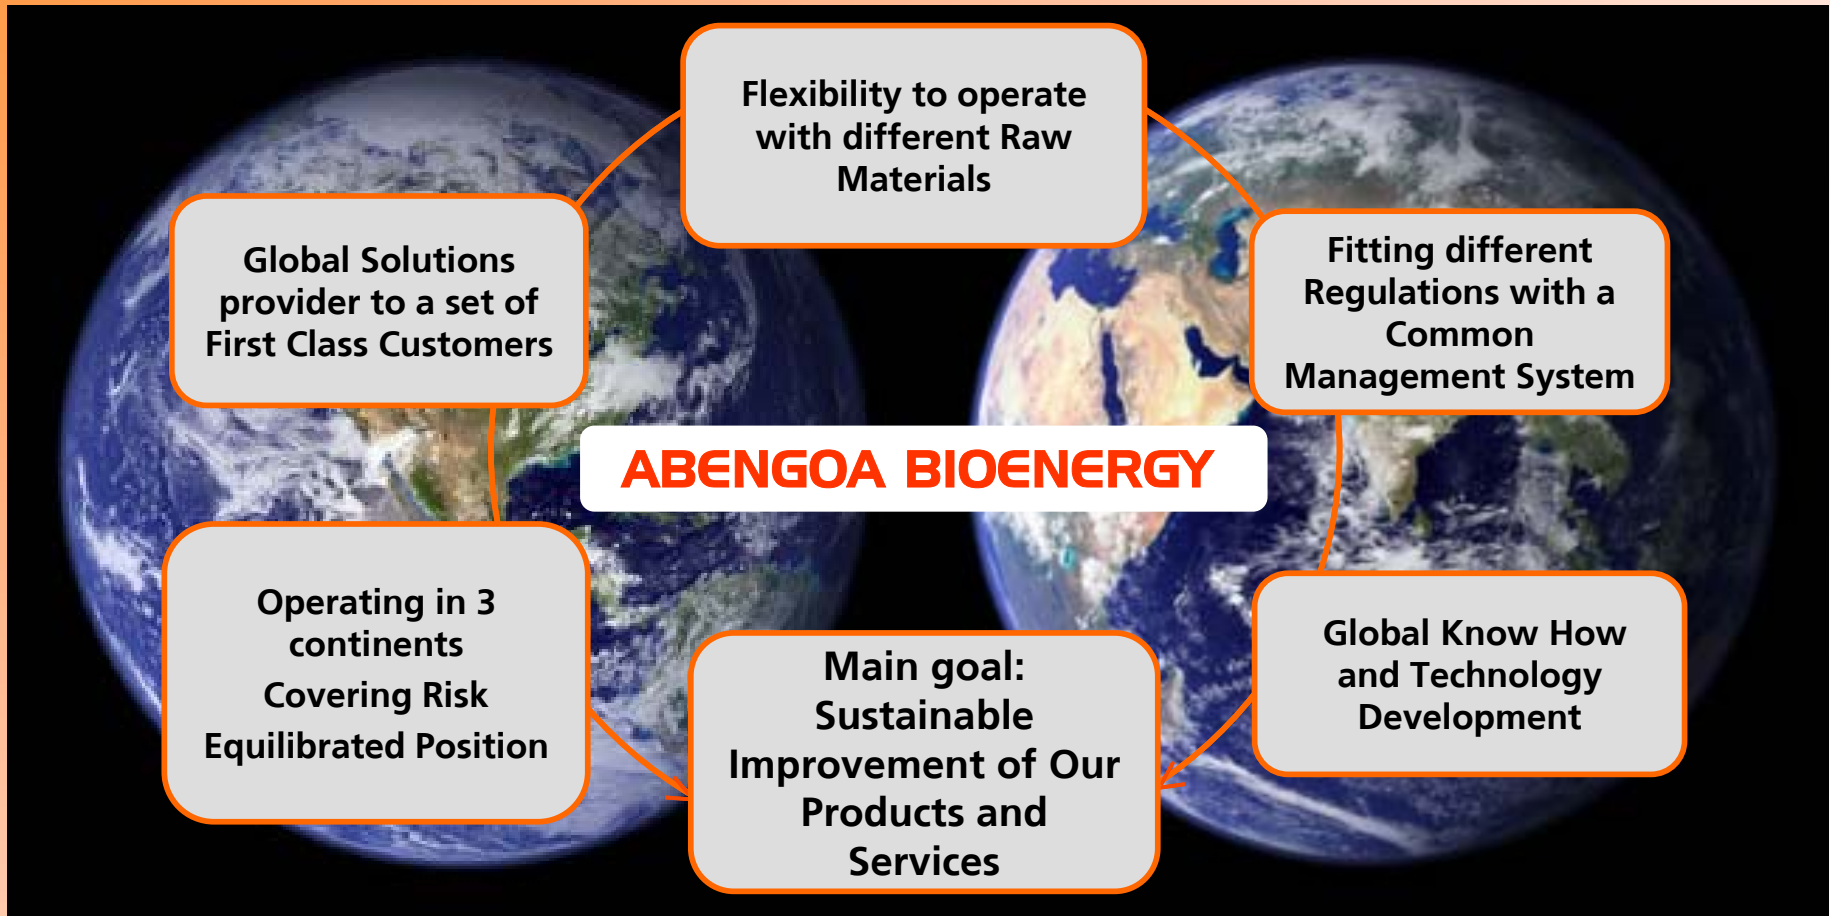 Flexibility to operate
with different Raw
Materials
Global Solutions
provider to a set of
First Class Customers
Fitting different
Regulations with a
Common
Management System
ABENGOA BIOENERGY
Operating in 3
continents
Covering Risk
Equilibrated Position
Global Know How
and Technology
Development
Main goal:
Sustainable
Improvement of Our
Products and
Services